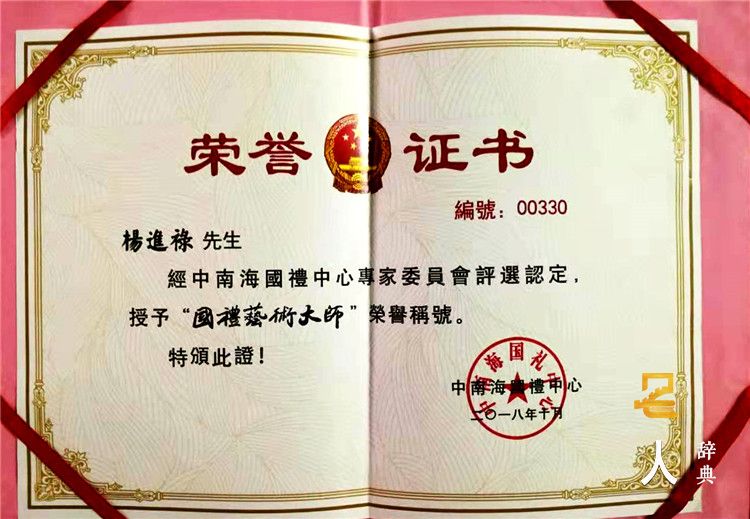 荣誉证书
編號：00330
楊進祿 先生
經中南海國禮中心專家委員會評選認定，
授予“國禮藝術大師”榮譽稱號。
特頒此證！
中南海国礼中心
中南海國禮中心
二〇一八年十月
名人
辞典